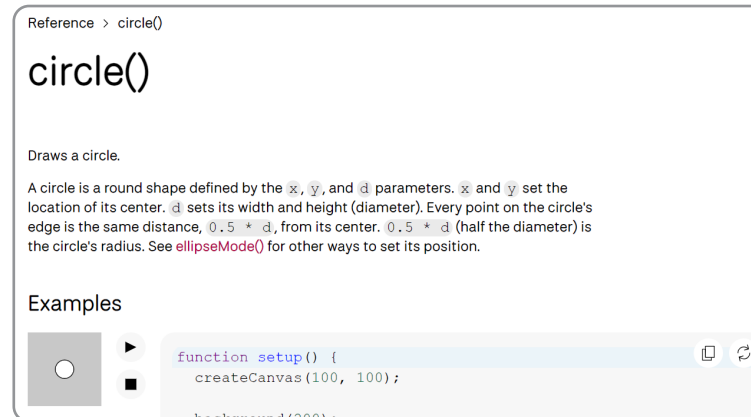 Reference > circle()
circle()
Draws a circle.
A circle is a round shape defined by the x, y, and d parameters. x and y set the
location of its center. d sets its width and height (diameter). Every point on the circle's
edge is the same distance, 0.5 * d, from its center. 0.5 * d (half the diameter) is
the circle's radius. See ellipseMode() for other ways to set its position.
Examples
function setup() {
createCanvas(100, 100);